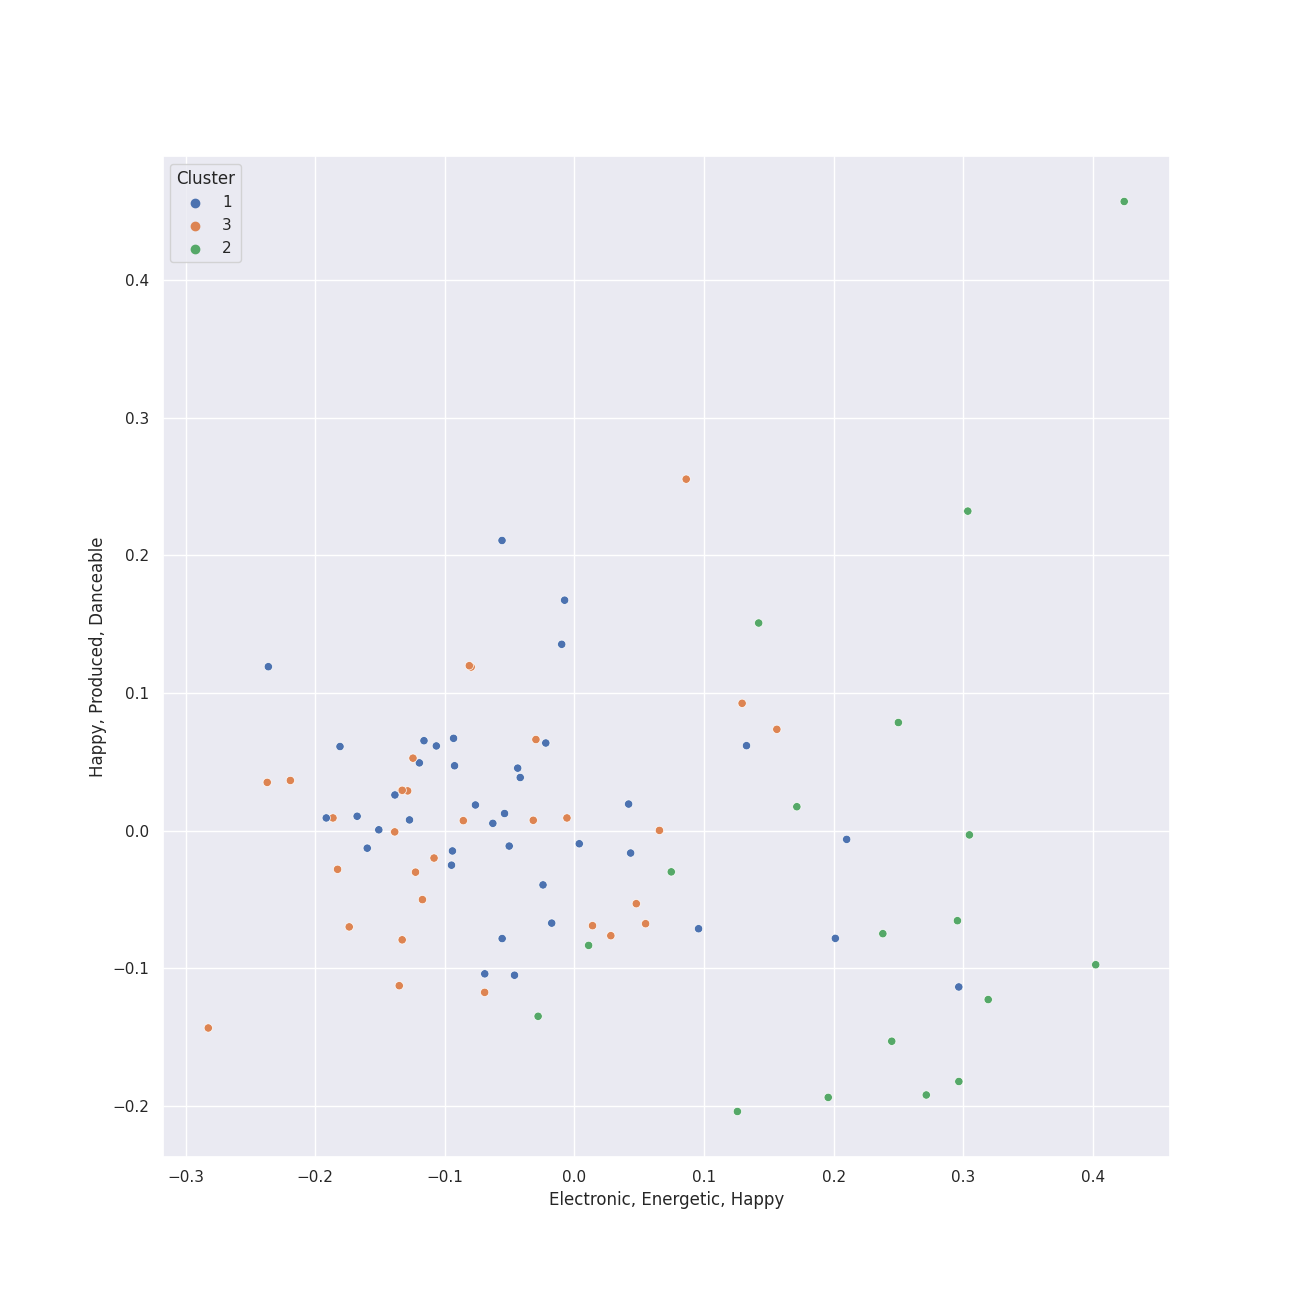 Cluster
1
3
2
0.4
0.3
0.2
0.1
0.0
−0.1
−0.2
Happy, Produced, Danceable
−0.3 −0.2 −0.1 0.0 0.1 0.2 0.3 0.4
Electronic, Energetic, Happy